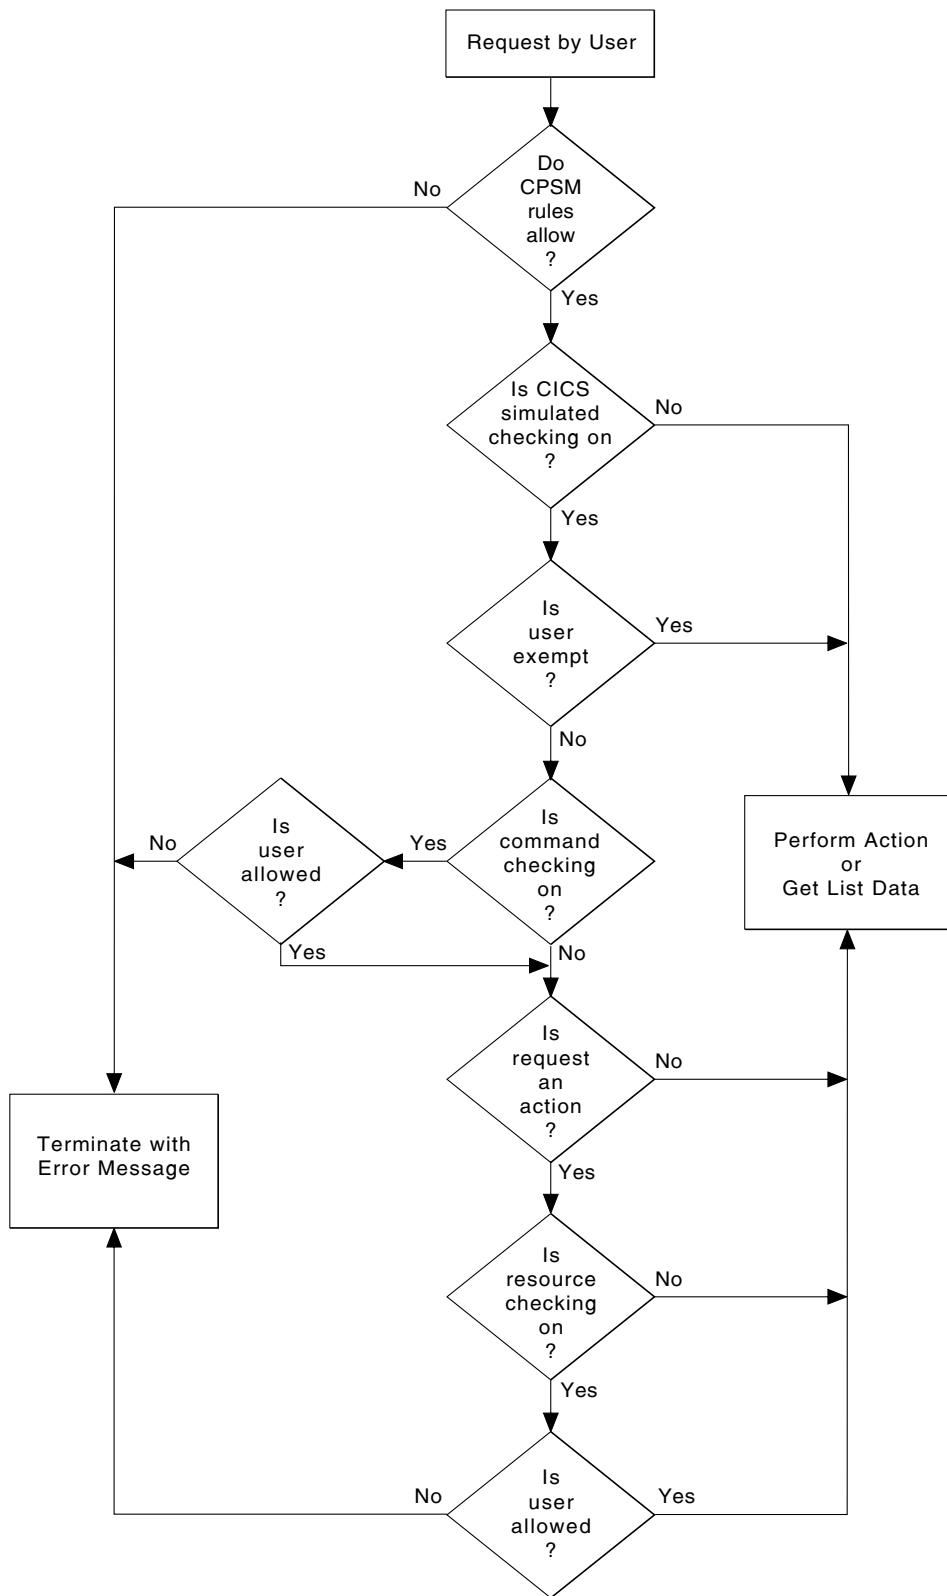 Request by User
Do
CPSM
rules
allow
?
No
Yes
Is CICS
simulated
checking on
?
No
Yes
Is
user
exempt
?
Yes
No
Is
user
allowed
?
No
Yes
Is
command
checking
on
?
Yes
No
Perform Action
or
Get List Data
Is
request
an
action
?
No
Yes
Terminate with
Error Message
Is
resource
checking
on
?
No
Yes
Is
user
allowed
?
No
Yes